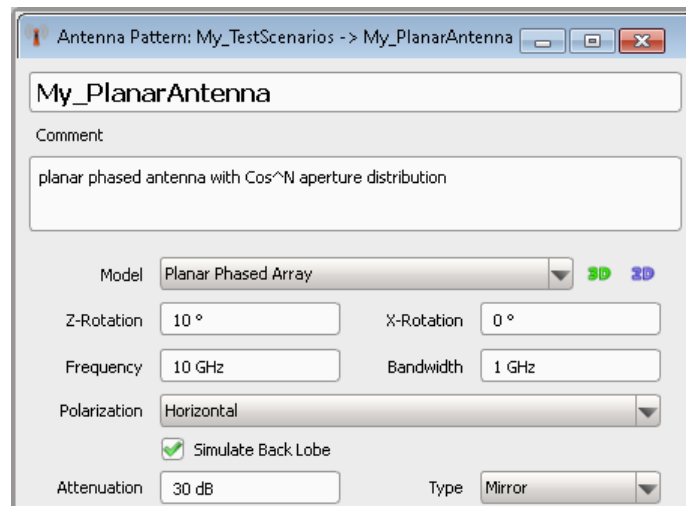 Antenna Pattern: My_TestScenarios -> My_PlanarAntenna
My_PlanarAntenna
Comment
planar phased antenna with Cos^N aperture distribution
Model Planar Phased Array 3D 2D
Z-Rotation 10 ° X-Rotation 0 °
Frequency 10 GHz Bandwidth 1 GHz
Polarization Horizontal
Simulate Back Lobe
Attenuation 30 dB Type Mirror